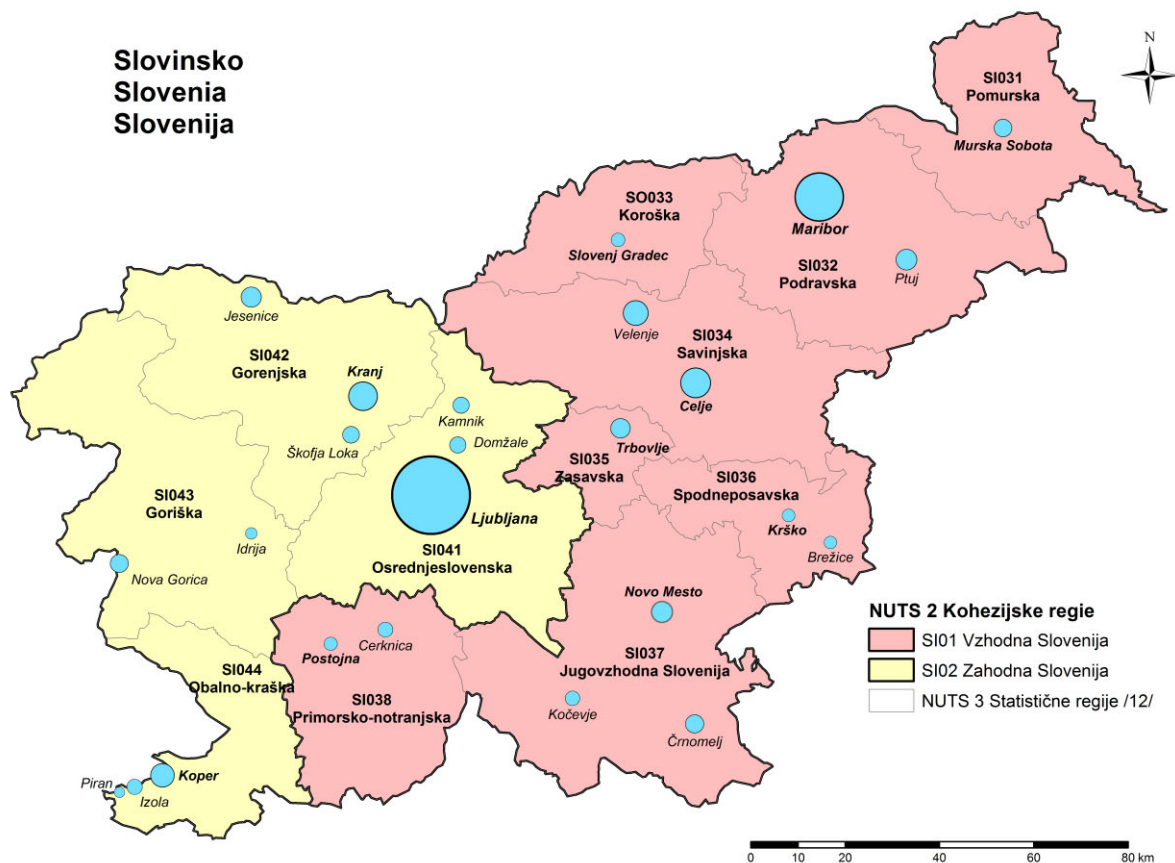 Slovinsko
Slovenia
Slovenija
N
SI031
Pomurska
Murska Sobota
SO033
Koroška
Slovenj Gradec
Maribor
SI032
Podravska
Ptuj
Jesenice
Velenje
SI034
Savinjska
SI042
Gorenjska
Kranj
Celje
Kamnik
Škofja Loka
Domžale
Trbovlje
SI035
Zasavska
SI036
Spodneposavska
SI043
Goriška
Ljubljana
Krško
Idrija
SI041
Osrednjeslovenska
Brežice
Nova Gorica
Novo Mesto
Cerknica
Postojna
SI044
Obalno-kraška
SI037
Jugovzhodna Slovenija
SI038
Primorsko-notranjska
Kočevje
Črnomelj
Koper
Piran
Izola
NUTS 2 Kohezijske regie
SI01 Vzhodna Slovenija
SI02 Zahodna Slovenija
NUTS 3 Statistične regije /12/
0 10 20 40 60 80 km